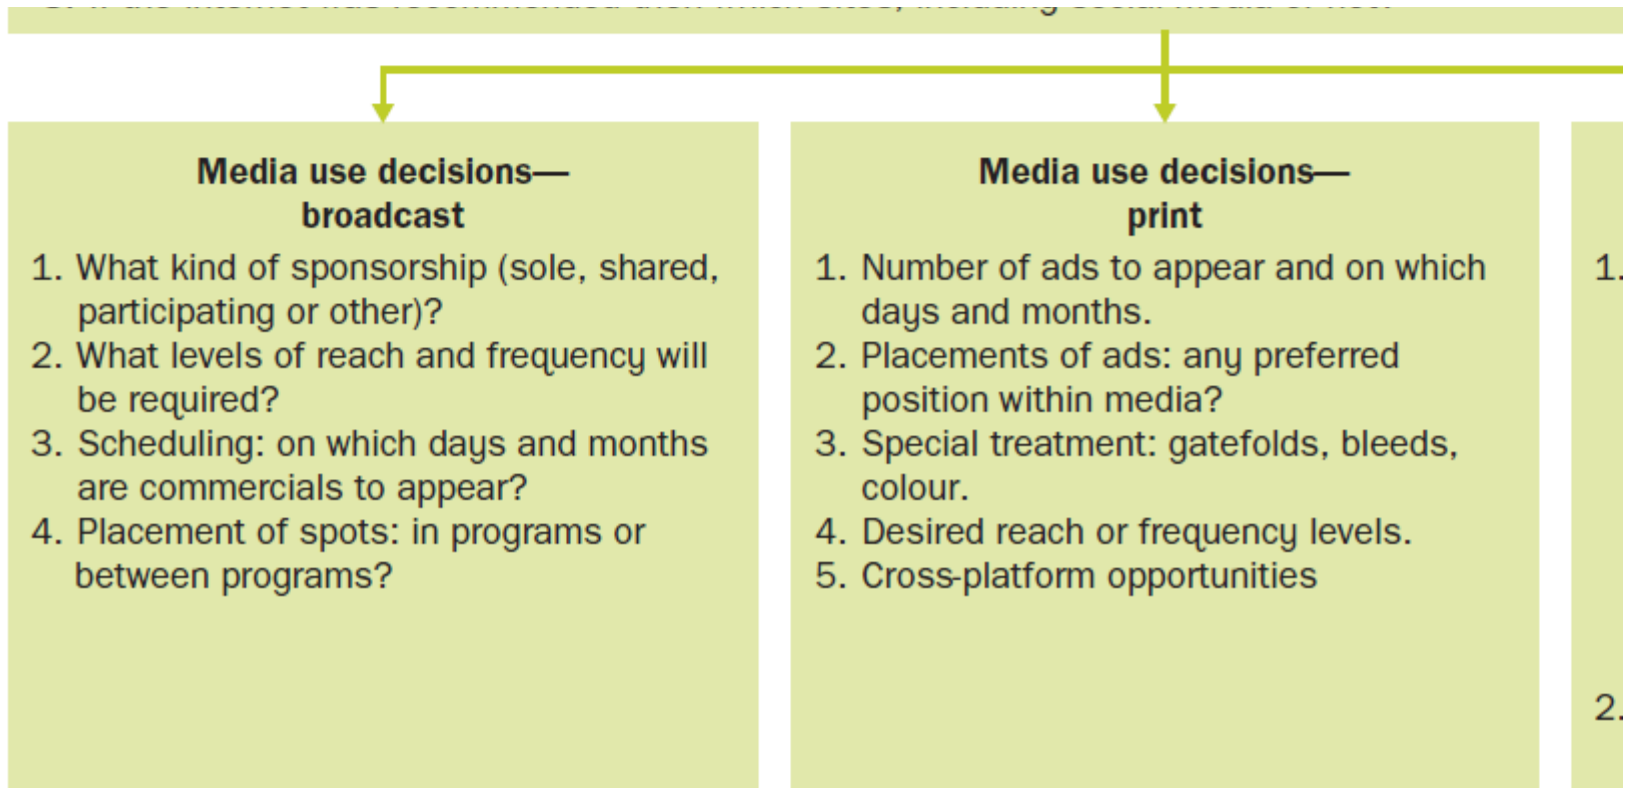 Media use decisions—
broadcast
1. What kind of sponsorship (sole, shared,
participating or other)?
2. What levels of reach and frequency will
be required?
3. Scheduling: on which days and months
are commercials to appear?
4. Placement of spots: in programs or
between programs?
Media use decisions—
print
1. Number of ads to appear and on which
days and months.
2. Placements of ads: any preferred
position within media?
3. Special treatment: gatefolds, bleeds,
colour.
4. Desired reach or frequency levels.
5. Cross-platform opportunities
1.
2.